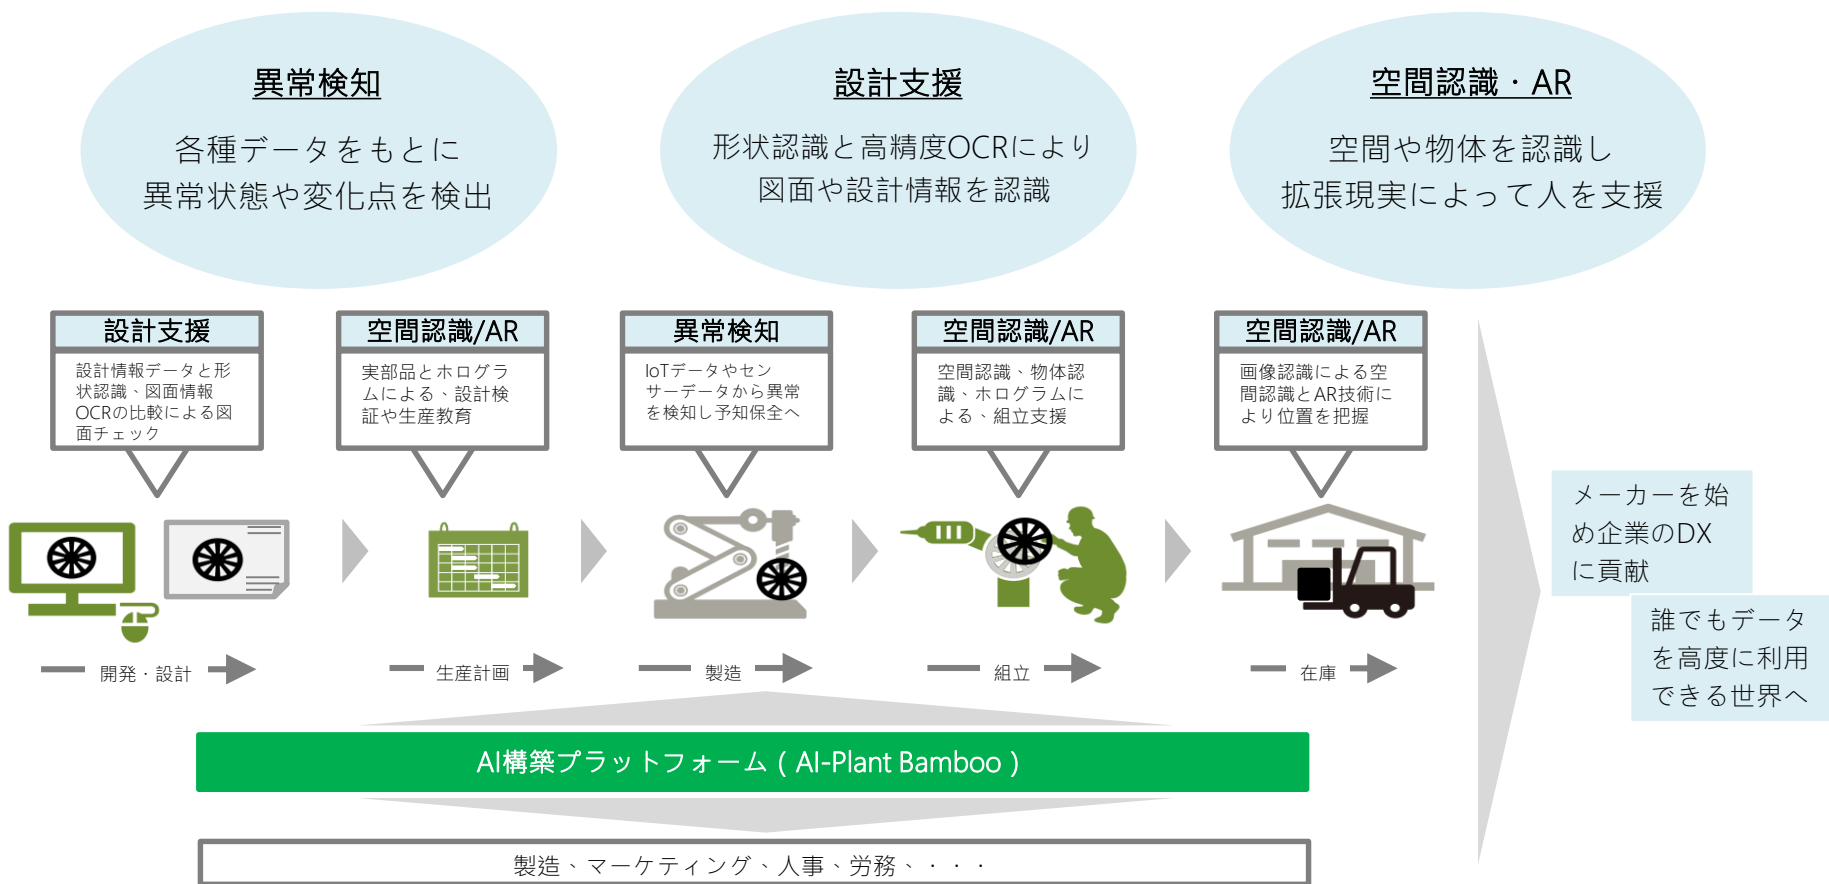 異常検知
各種データをもとに
異常状態や変化点を検出
設計支援
形状認識と高精度OCRにより
図面や設計情報を認識
空間認識・AR
空間や物体を認識し
拡張現実によって人を支援
設計支援
設計情報データと形
状認識、図面情報
OCRの比較による図
面チェック
空間認識/AR
実部品とホログラ
ムによる、設計検
証や生産教育
異常検知
IoTデータやセン
サーデータから異常
を検知し予知保全へ
空間認識/AR
空間認識、物体認
識、ホログラムに
よる、組立支援
空間認識/AR
画像認識による空
間認識とAR技術に
より位置を把握
開発・設計
生産計画
製造
組立
在庫
メーカーを始
め企業のDX
に貢献
誰でもデータ
を高度に利用
できる世界へ
AI構築プラットフォーム（AI-Plant Bamboo）
製造、マーケティング、人事、労務、・・・